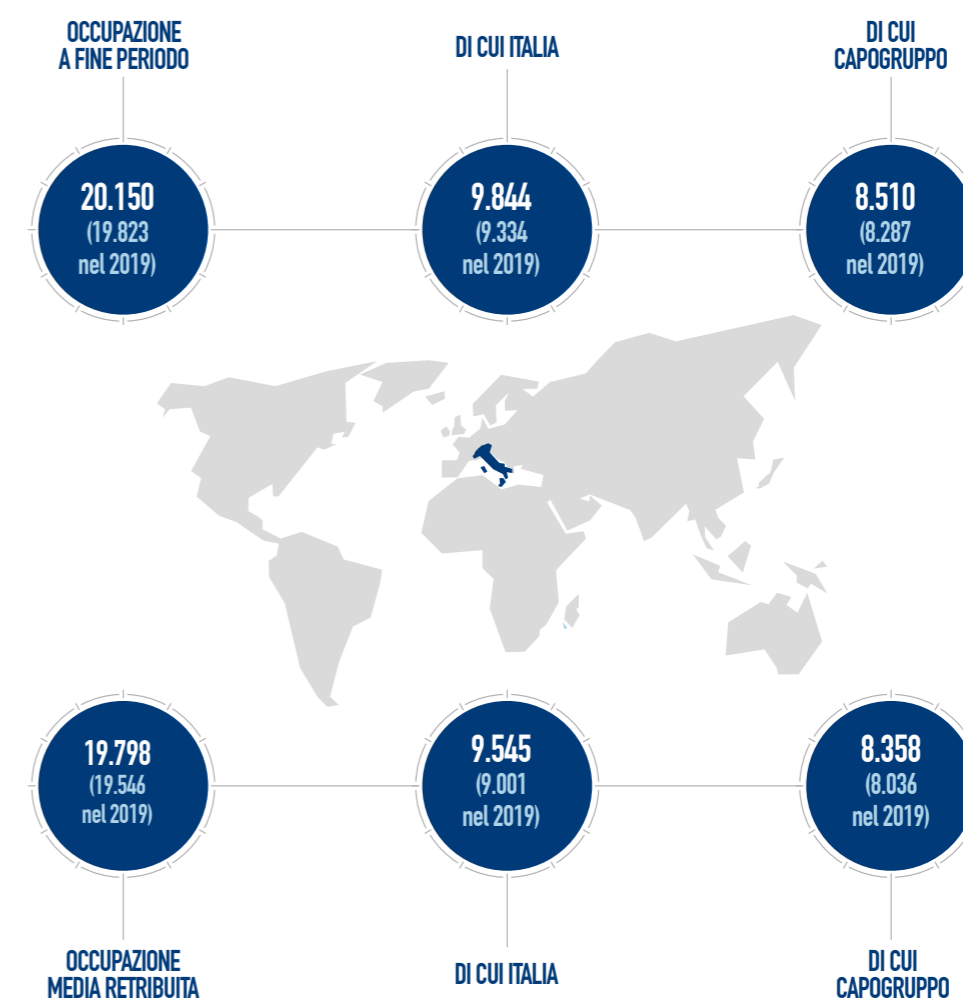 OCCUPAZIONE
A FINE PERIODO
DI CUI ITALIA
DI CUI
CAPOGRUPPO
20.150
(19.823
nel 2019)
9.844
(9.334
nel 2019)
8.510
(8.287
nel 2019)
19.798
(19.546
nel 2019)
9.545
(9.001
nel 2019)
8.358
(8.036
nel 2019)
OCCUPAZIONE
MEDIA RETRIBUITA
DI CUI ITALIA
DI CUI
CAPOGRUPPO